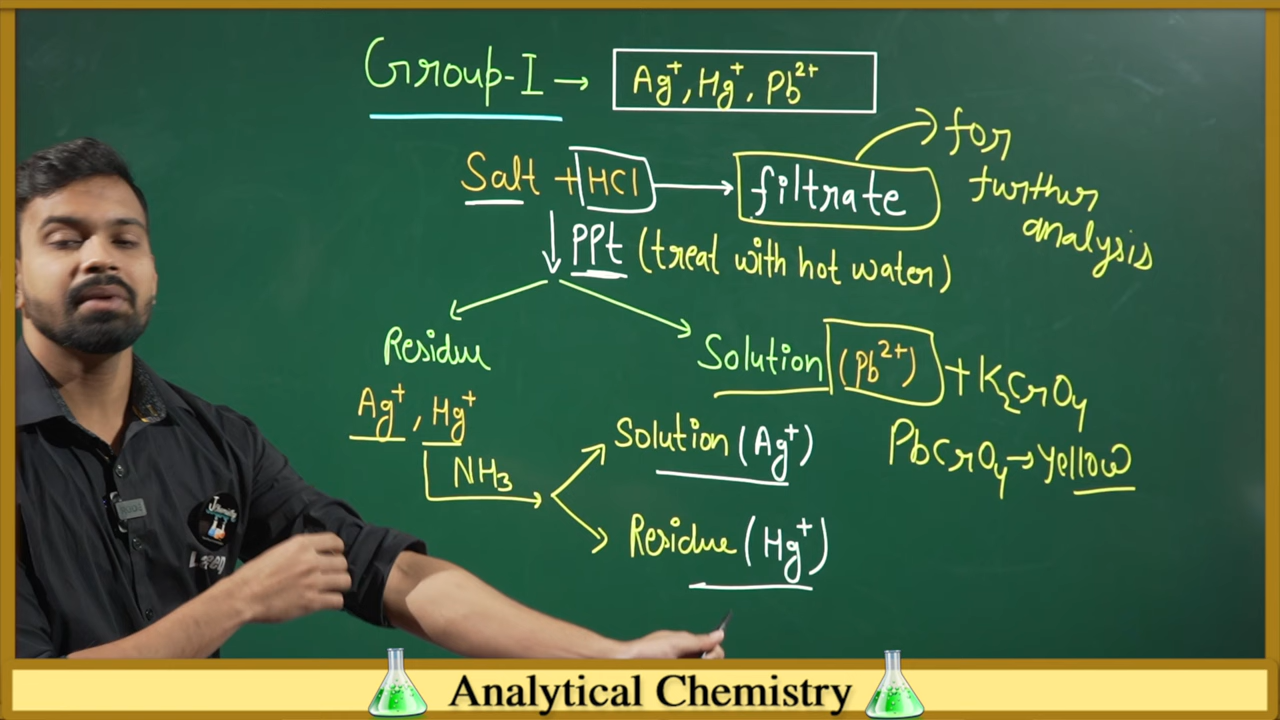 Group-I → Ag⁺, Hg⁺, Pb²⁺
Salt + HCl → filtrate → for further analysis
↓ PPt (treat with hot water)
Residue
Solution (Pb²⁺) + K₂CrO₄
Ag⁺, Hg⁺
Solution (Ag⁺)
PbCrO₄ → Yellow
NH₃
Residue (Hg⁺)
Analytical Chemistry